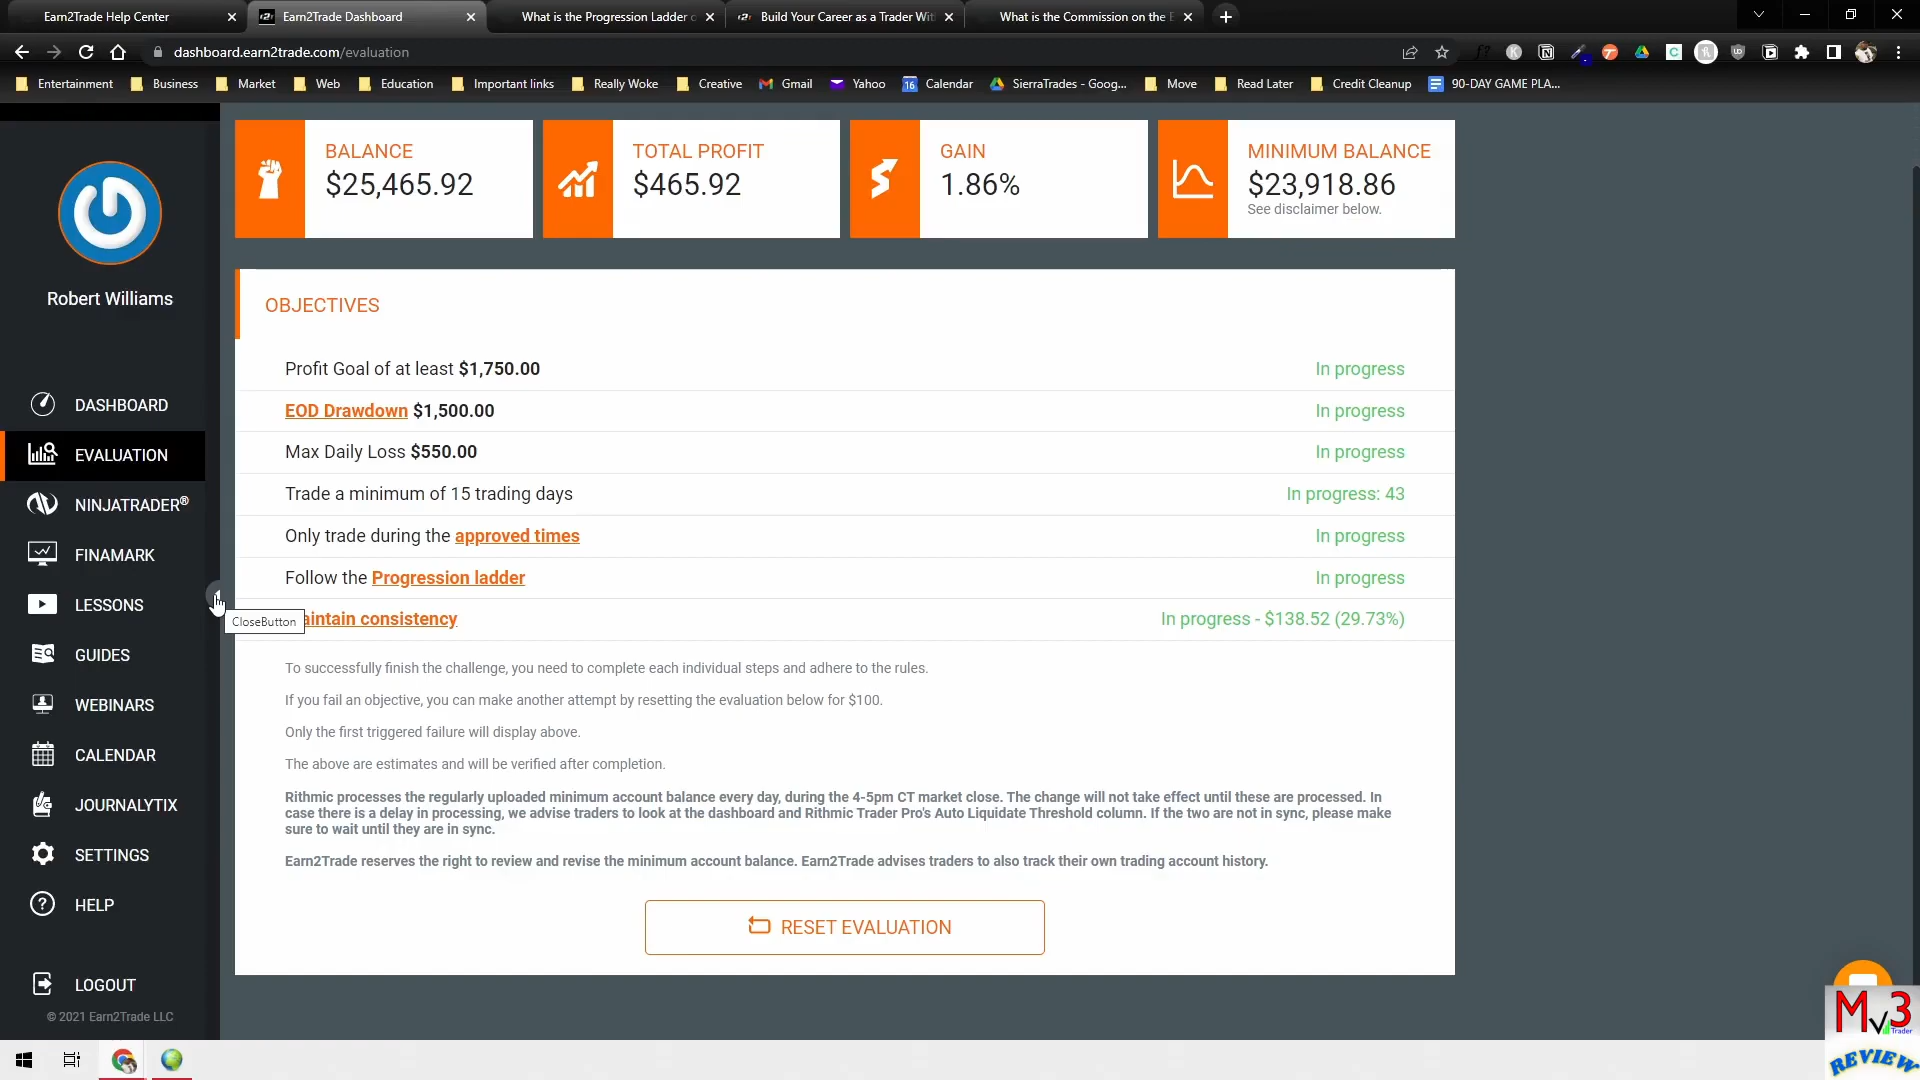 Earn2Trade Help Center
Earn2Trade Dashboard
What is the Progression Ladder o
Build Your Career as a Trader Wit
What is the Commission on the E
dashboard.earn2trade.com/evaluation
Entertainment
Business
Market
Web
Education
Important links
Really Woke
Creative
Gmail
Yahoo
16
Calendar
SierraTrades - Goog...
Move
Read Later
Credit Cleanup
90-DAY GAME PLA...
BALANCE
$25,465.92
TOTAL PROFIT
$465.92
GAIN
1.86%
MINIMUM BALANCE
$23,918.86
See disclaimer below.
Robert Williams
DASHBOARD
EVALUATION
NINJATRADER®
FINAMARK
LESSONS
GUIDES
WEBINARS
CALENDAR
JOURNALYTIX
SETTINGS
HELP
LOGOUT
© 2021 Earn2Trade LLC
OBJECTIVES
Profit Goal of at least $1,750.00 In progress
EOD Drawdown $1,500.00 In progress
Max Daily Loss $550.00 In progress
Trade a minimum of 15 trading days In progress: 43
Only trade during the approved times In progress
Follow the Progression ladder In progress
aintain consistency In progress - $138.52 (29.73%)
CloseButton
To successfully finish the challenge, you need to complete each individual steps and adhere to the rules.
If you fail an objective, you can make another attempt by resetting the evaluation below for $100.
Only the first triggered failure will display above.
The above are estimates and will be verified after completion.
Rithmic processes the regularly uploaded minimum account balance every day, during the 4-5pm CT market close. The change will not take effect until these are processed. In
case there is a delay in processing, we advise traders to look at the dashboard and Rithmic Trader Pro's Auto Liquidate Threshold column. If the two are not in sync, please make
sure to wait until they are in sync.
Earn2Trade reserves the right to review and revise the minimum account balance. Earn2Trade advises traders to also track their own trading account history.
RESET EVALUATION
Mv3
Trader
REVIEW